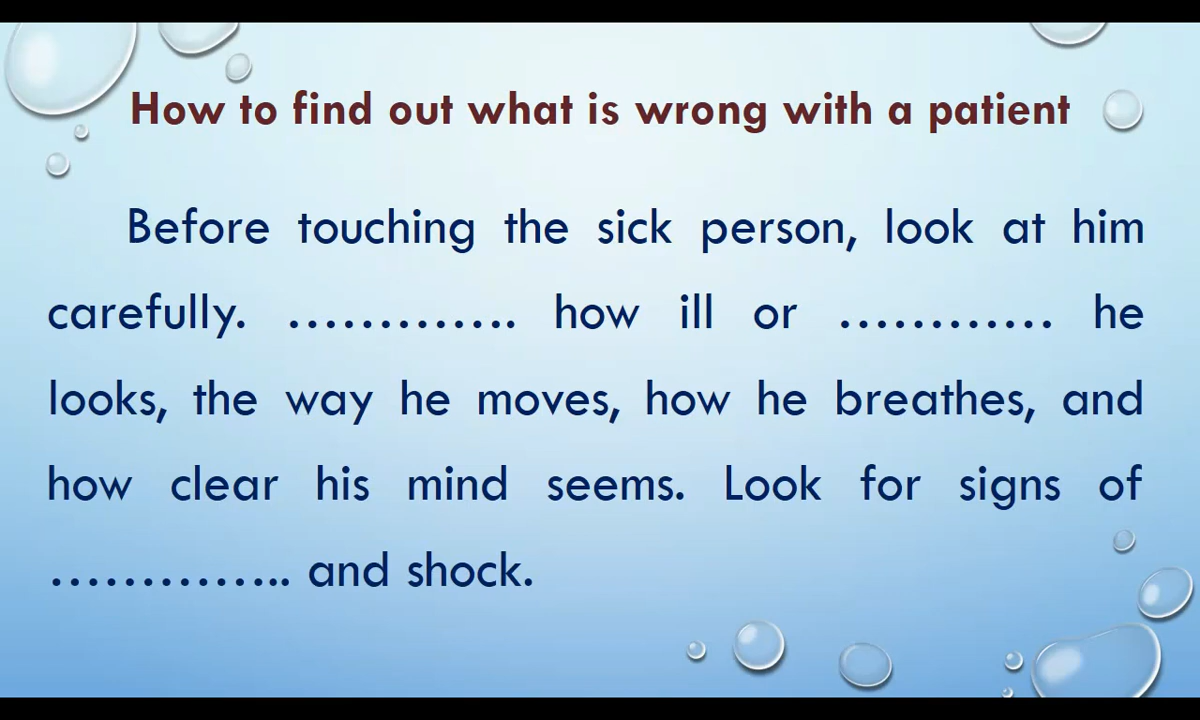 How to find out what is wrong with a patient
Before touching the sick person, look at him
carefully. …………. how ill or ………… he
looks, the way he moves, how he breathes, and
how clear his mind seems. Look for signs of
………….. and shock.